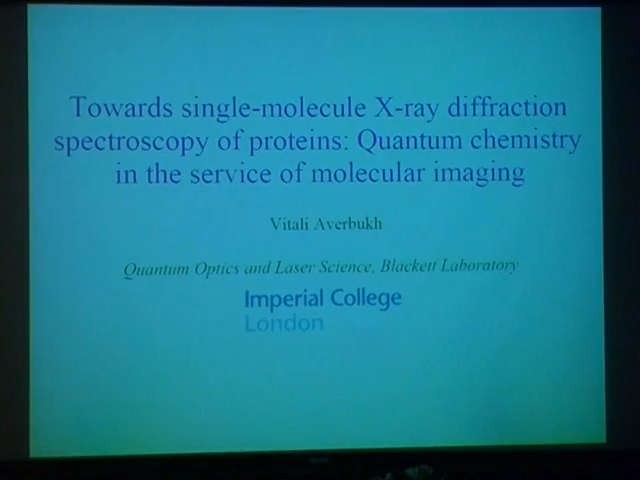 Towards single-molecule X-ray diffraction
spectroscopy of proteins: Quantum chemistry
in the service of molecular imaging
Vitali Averbukh
Quantum Optics and Laser Science, Blackett Laboratory
Imperial College
London